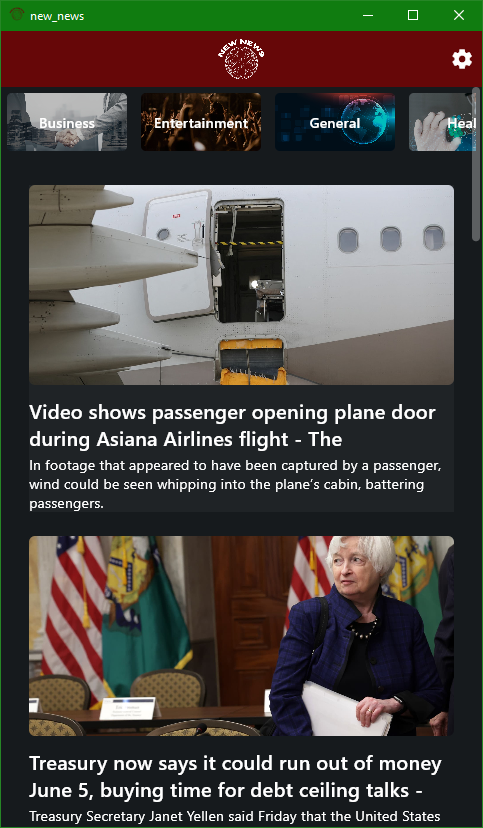 new_news
NEW NEWS
Business
Entertainment
General
Heal
Video shows passenger opening plane door
during Asiana Airlines flight - The
In footage that appeared to have been captured by a passenger,
wind could be seen whipping into the plane’s cabin, battering
passengers.
Treasury now says it could run out of money
June 5, buying time for debt ceiling talks -
Treasury Secretary Janet Yellen said Friday that the United States